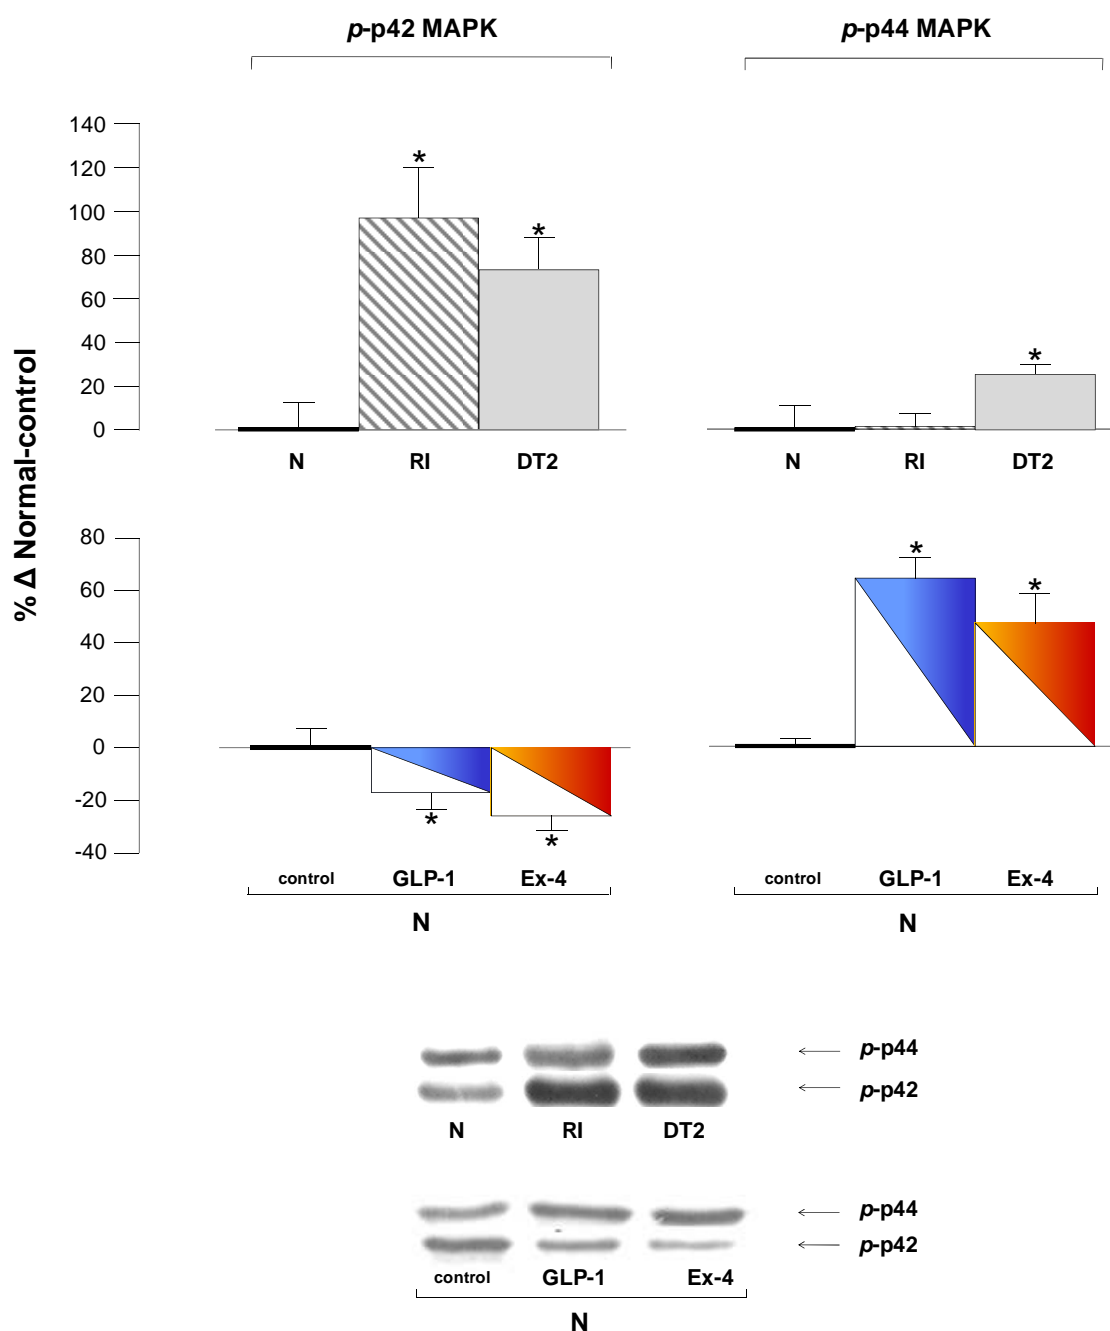 p-p42 MAPK p-p44 MAPK
% Δ Normal-control
140
120
100
80
60
40
20
0
* *
*
N RI DT2 N RI DT2
80
60
40
20
0
-20
-40
* *
* *
control GLP-1 Ex-4 control GLP-1 Ex-4
N N
p-p44
p-p42
N RI DT2
p-p44
p-p42
control GLP-1 Ex-4
N